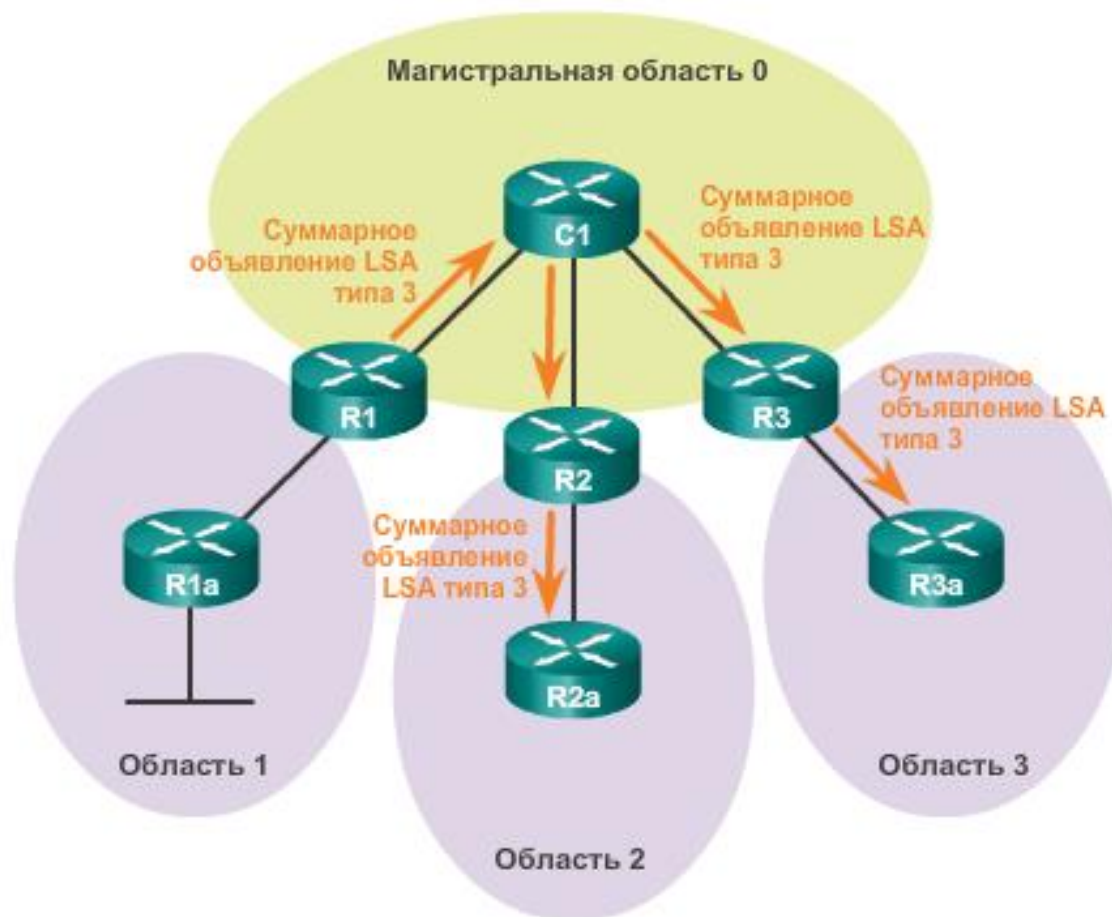 Магистральная область 0
C1
Суммарное
объявление LSA
типа 3
Суммарное
объявление LSA
типа 3
R1
R2
R3
Суммарное
объявление LSA
типа 3
Суммарное
объявление
LSA типа 3
R1a
R2a
R3a
Область 1
Область 2
Область 3